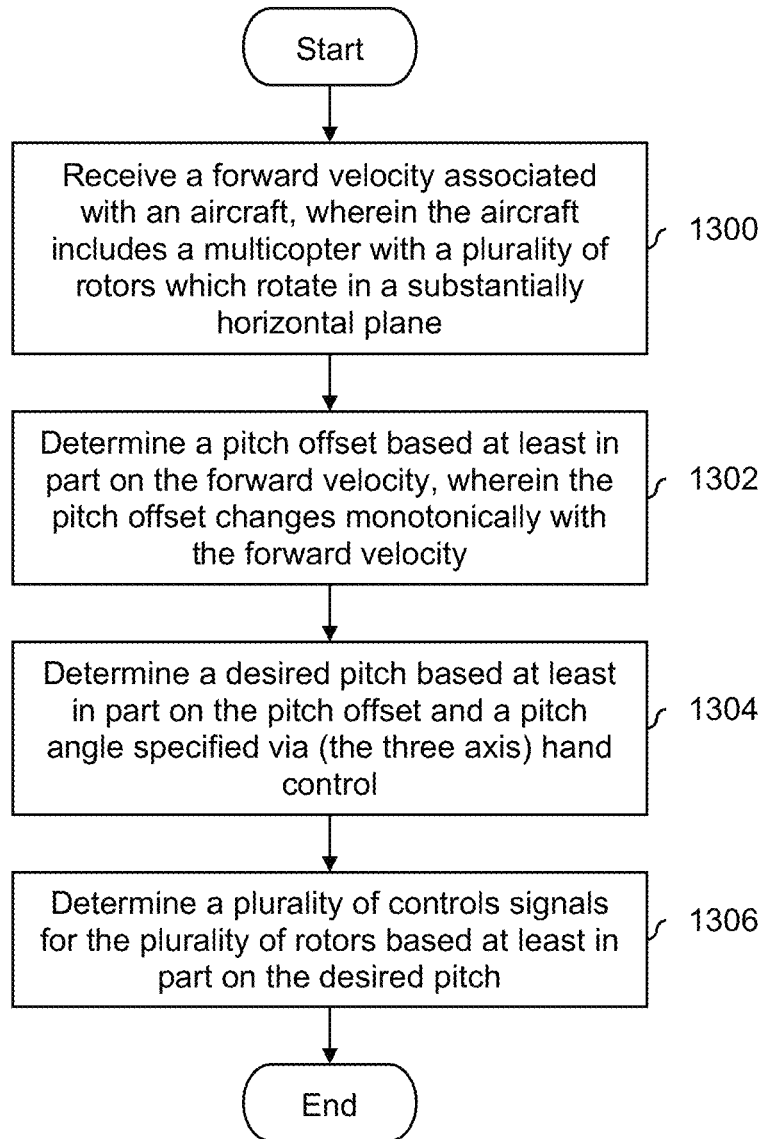 Start
Receive a forward velocity associated
with an aircraft, wherein the aircraft
includes a multicopter with a plurality of
rotors which rotate in a substantially
horizontal plane
1300
Determine a pitch offset based at least in
part on the forward velocity, wherein the
pitch offset changes monotonically with
the forward velocity
1302
Determine a desired pitch based at least
in part on the pitch offset and a pitch
angle specified via (the three axis) hand
control
1304
Determine a plurality of controls signals
for the plurality of rotors based at least in
part on the desired pitch
1306
End